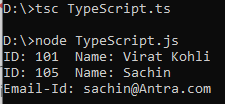 D:\>tsc TypeScript.ts
D:\>node TypeScript.js
ID: 101  Name: Virat Kohli
ID: 105  Name: Sachin
Email-Id: sachin@Antra.com